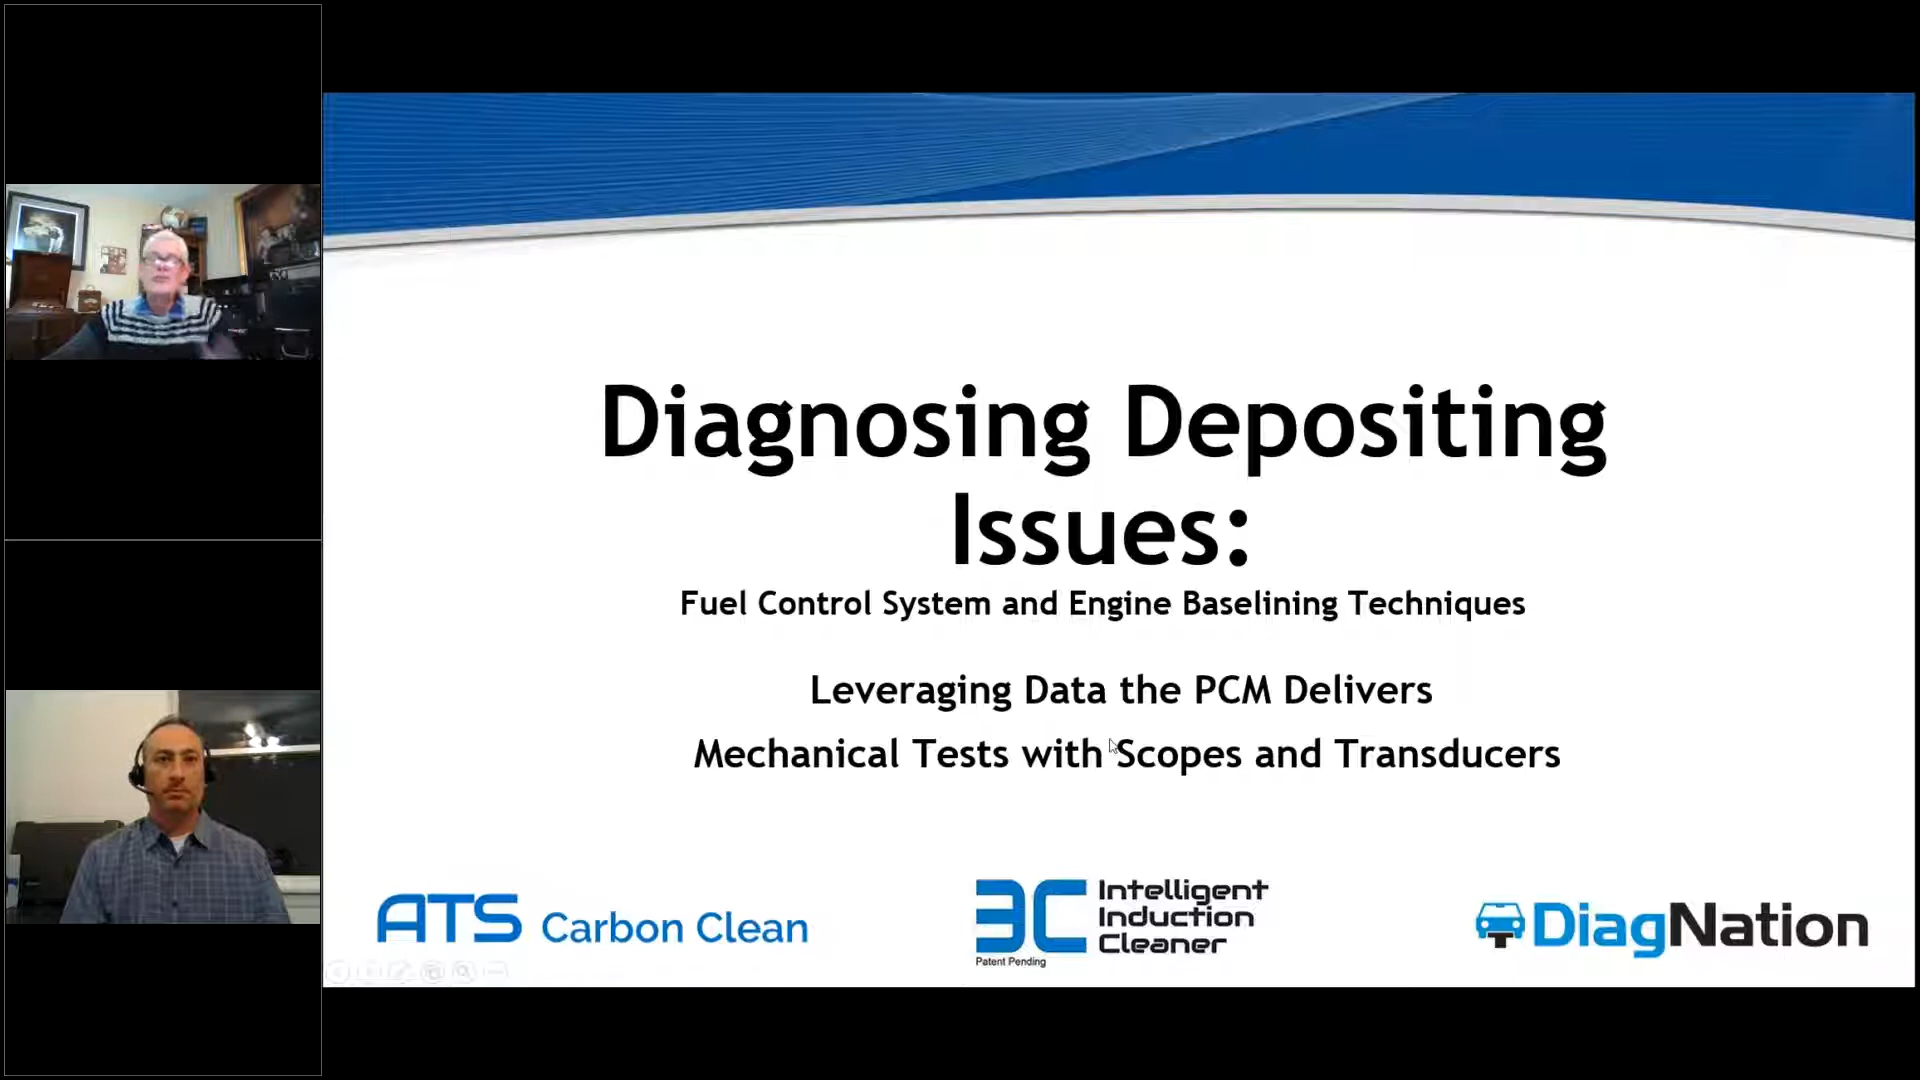 Diagnosing Depositing
Issues:
Fuel Control System and Engine Baselining Techniques
Leveraging Data the PCM Delivers
Mechanical Tests with Scopes and Transducers
ATS Carbon Clean
3C Intelligent
Induction
Cleaner
Patent Pending
DiagNation